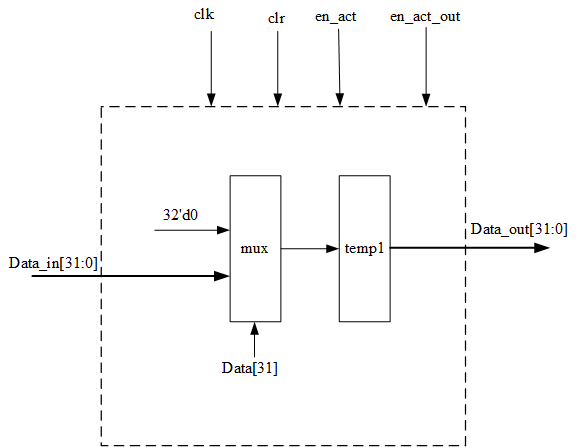 clk
clr
en_act
en_act_out
32'd0
mux
temp1
Data_in[31:0]
Data_out[31:0]
Data[31]